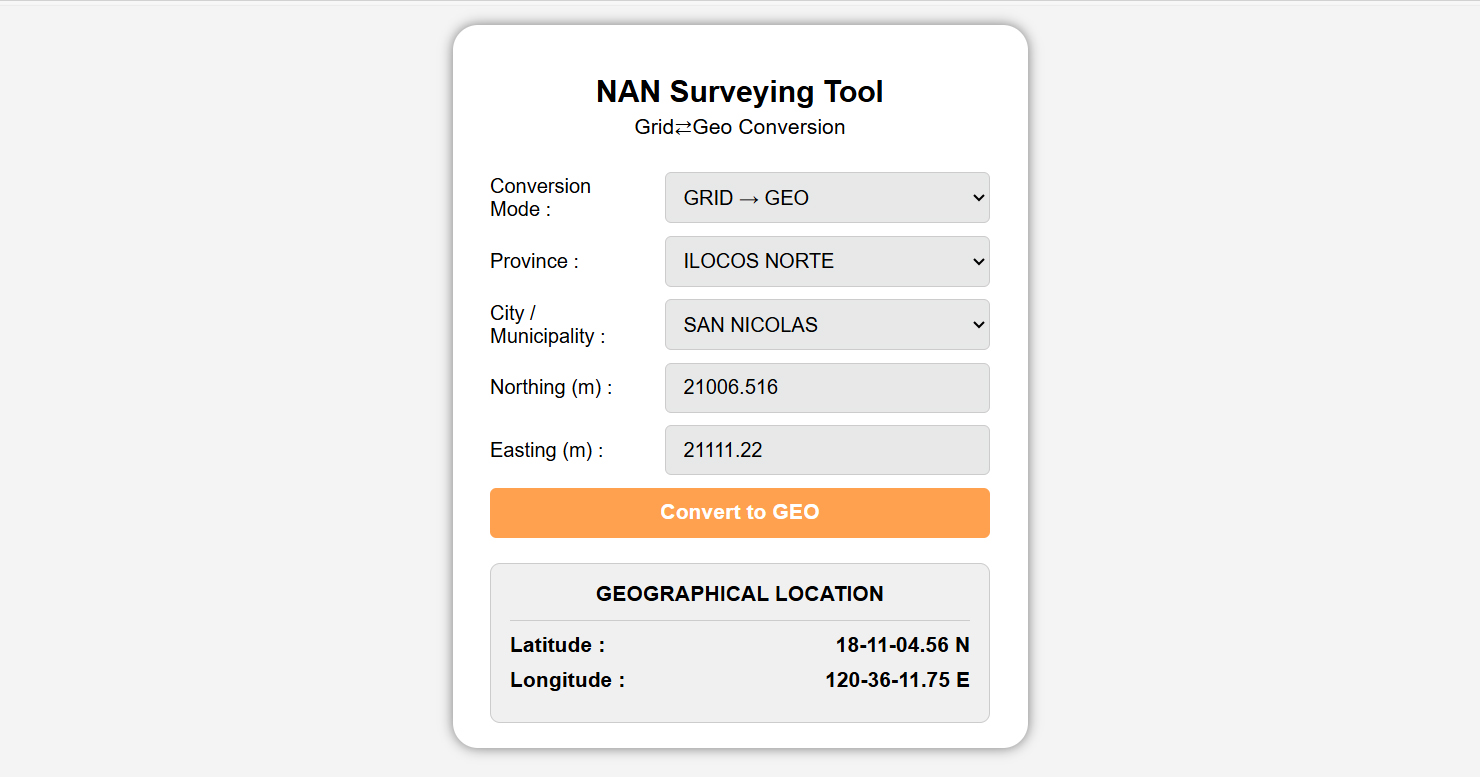 NAN Surveying Tool
Grid⇄Geo Conversion
Conversion
Mode :
GRID → GEO
Province :
ILOCOS NORTE
City /
Municipality :
SAN NICOLAS
Northing (m) :
21006.516
Easting (m) :
21111.22
Convert to GEO
GEOGRAPHICAL LOCATION
Latitude : 18-11-04.56 N
Longitude : 120-36-11.75 E